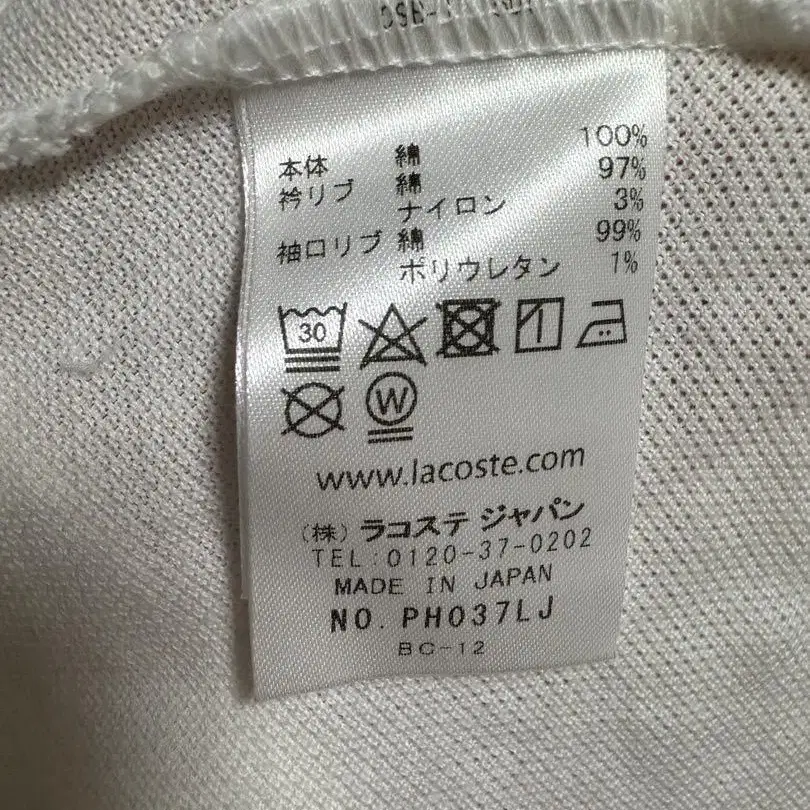 本体 綿 100%
衿リブ 綿 97%
ナイロン 3%
袖口リブ 綿 99%
ポリウレタン 1%
30
W
www.lacoste.com
(株) ラコステ ジャパン
TEL:0120-37-0202
MADE IN JAPAN
NO. PH037LJ
BC-12